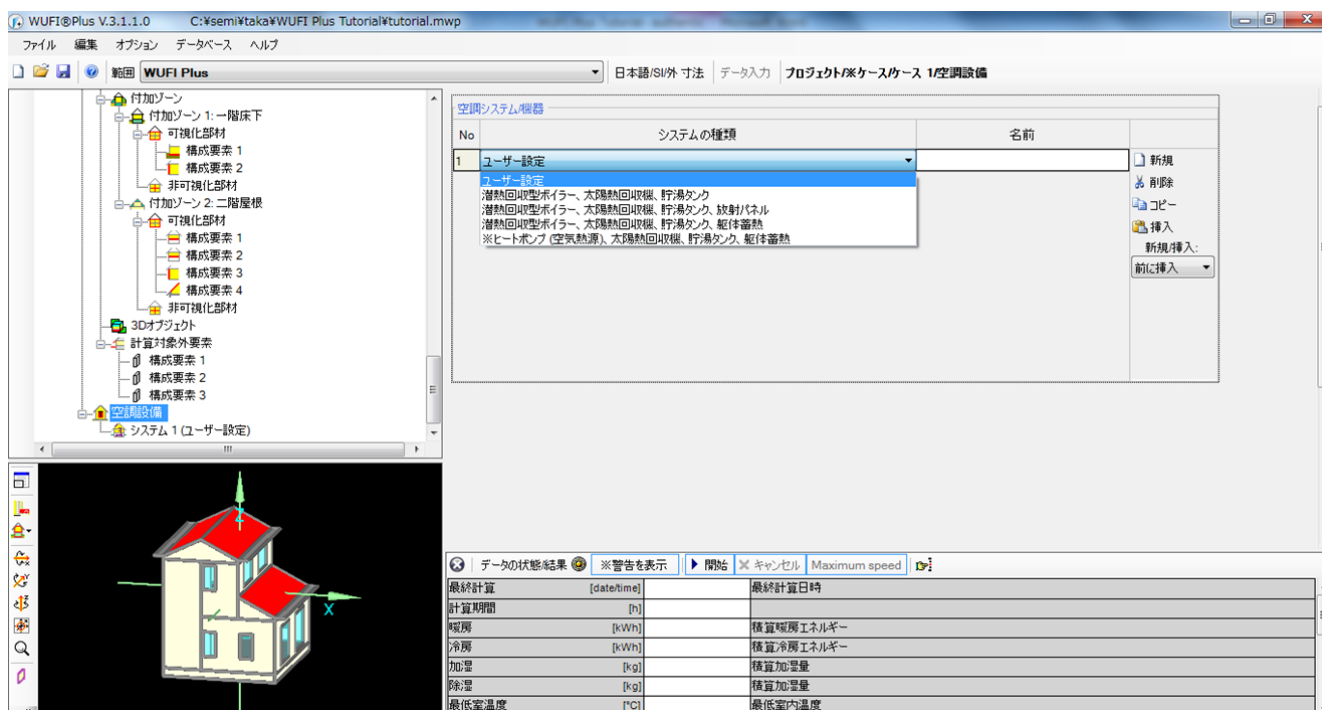 WUFI®Plus V.3.1.1.0 C:¥semi¥taka¥WUFI Plus Tutorial¥tutorial.mwp
ファイル 編集 オプション データベース ヘルプ
範囲 WUFI Plus 日本語/SI/外 寸法 データ入力 プロジェクト/※ケース/ケース 1/空調設備
付加ゾーン
付加ゾーン 1: 一階床下
可視化部材
構成要素 1
構成要素 2
非可視化部材
付加ゾーン 2: 二階屋根
可視化部材
構成要素 1
構成要素 2
構成要素 3
構成要素 4
非可視化部材
3Dオブジェクト
計算対象外要素
構成要素 1
構成要素 2
構成要素 3
空調設備
システム 1 (ユーザー設定)
Z
X
空調システム/機器
No システムの種類 名前
1 ユーザー設定
ユーザー設定
潜熱回収型ボイラー、太陽熱回収機、貯湯タンク
潜熱回収型ボイラー、太陽熱回収機、貯湯タンク、放射パネル
潜熱回収型ボイラー、太陽熱回収機、貯湯タンク、躯体蓄熱
※ヒートポンプ (空気熱源)、太陽熱回収機、貯湯タンク、躯体蓄熱
新規
削除
コピー
挿入
新規/挿入:
前に挿入
データの状態/結果 ※警告を表示 開始 キャンセル Maximum speed
最終計算 [date/time] 最終計算日時
計算期間 [h]
暖房 [kWh] 積算暖房エネルギー
冷房 [kWh] 積算冷房エネルギー
加湿 [kg] 積算加湿量
除湿 [kg] 積算加湿量
最低室温度 [°C] 最低室内温度